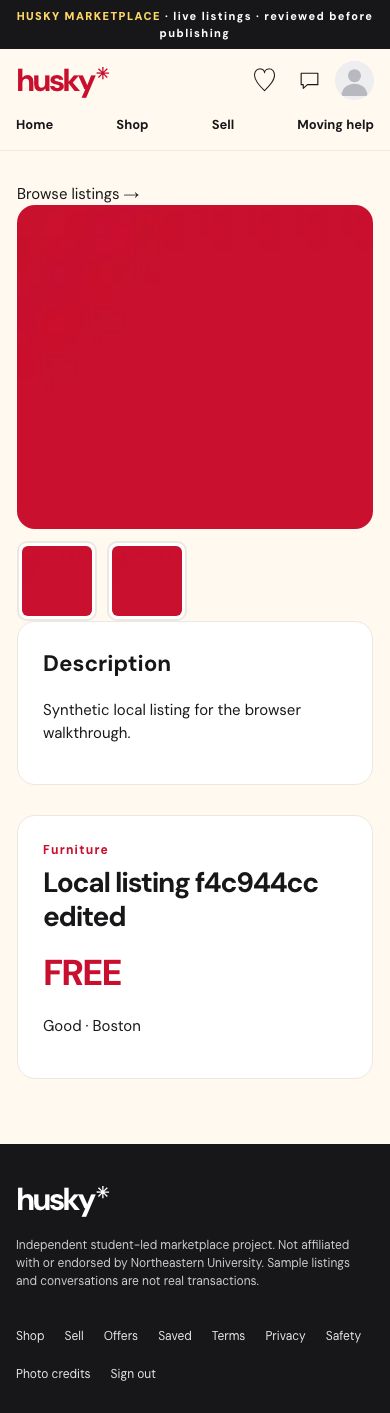 HUSKY MARKETPLACE · live listings · reviewed before
publishing
husky*
Home Shop Sell Moving help
Browse listings →
Description
Synthetic local listing for the browser
walkthrough.
Furniture
Local listing f4c944cc
edited
FREE
Good · Boston
husky*
Independent student-led marketplace project. Not affiliated
with or endorsed by Northeastern University. Sample listings
and conversations are not real transactions.
Shop Sell Offers Saved Terms Privacy Safety
Photo credits Sign out